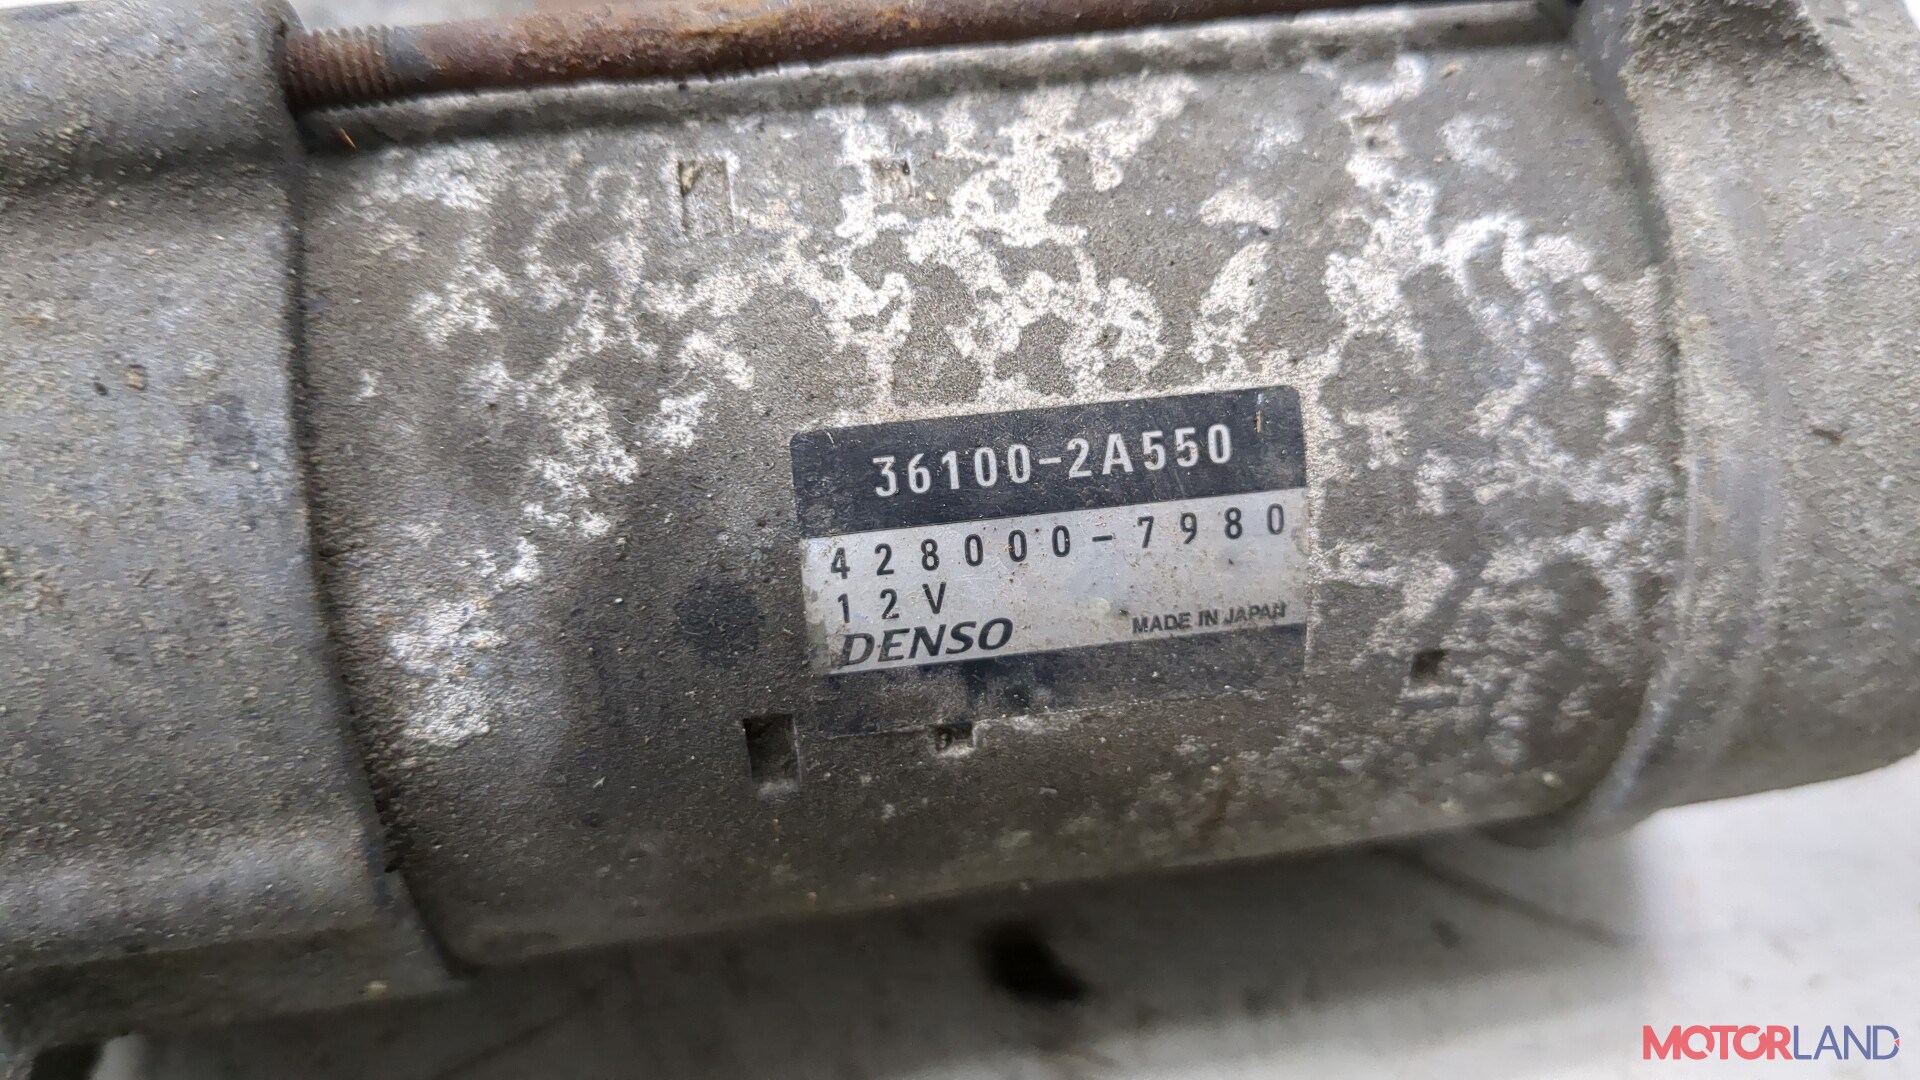 36100-2A550
428000-7980
12V
DENSO MADE IN JAPAN
MOTORLAND